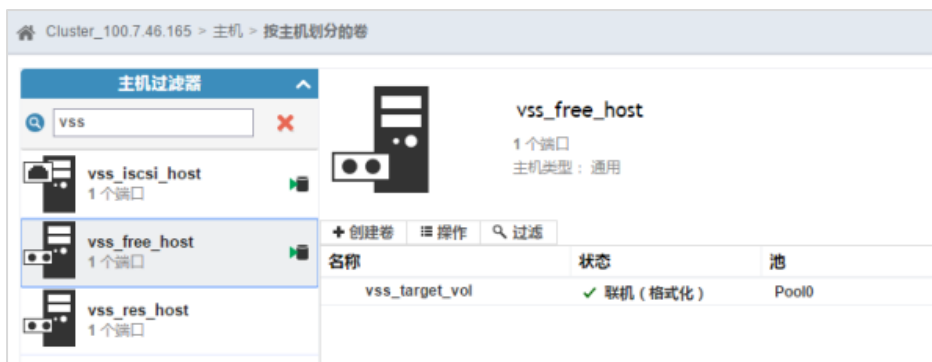 Cluster_100.7.46.165 > 主机 > 按主机划分的卷
主机过滤器
vss
vss_iscsi_host
1 个端口
vss_free_host
1 个端口
vss_res_host
1 个端口
vss_free_host
1 个端口
主机类型： 通用
创建卷 操作 过滤
名称 状态 池
vss_target_vol 联机（格式化） Pool0